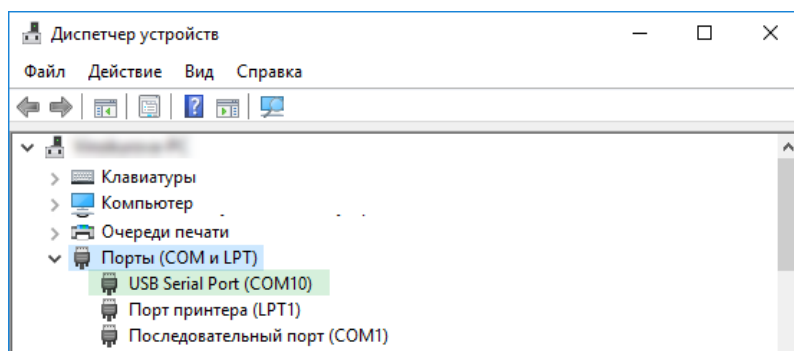 Диспетчер устройств
Файл Действие Вид Справка
Клавиатуры
Компьютер
Очереди печати
Порты (COM и LPT)
USB Serial Port (COM10)
Порт принтера (LPT1)
Последовательный порт (COM1)